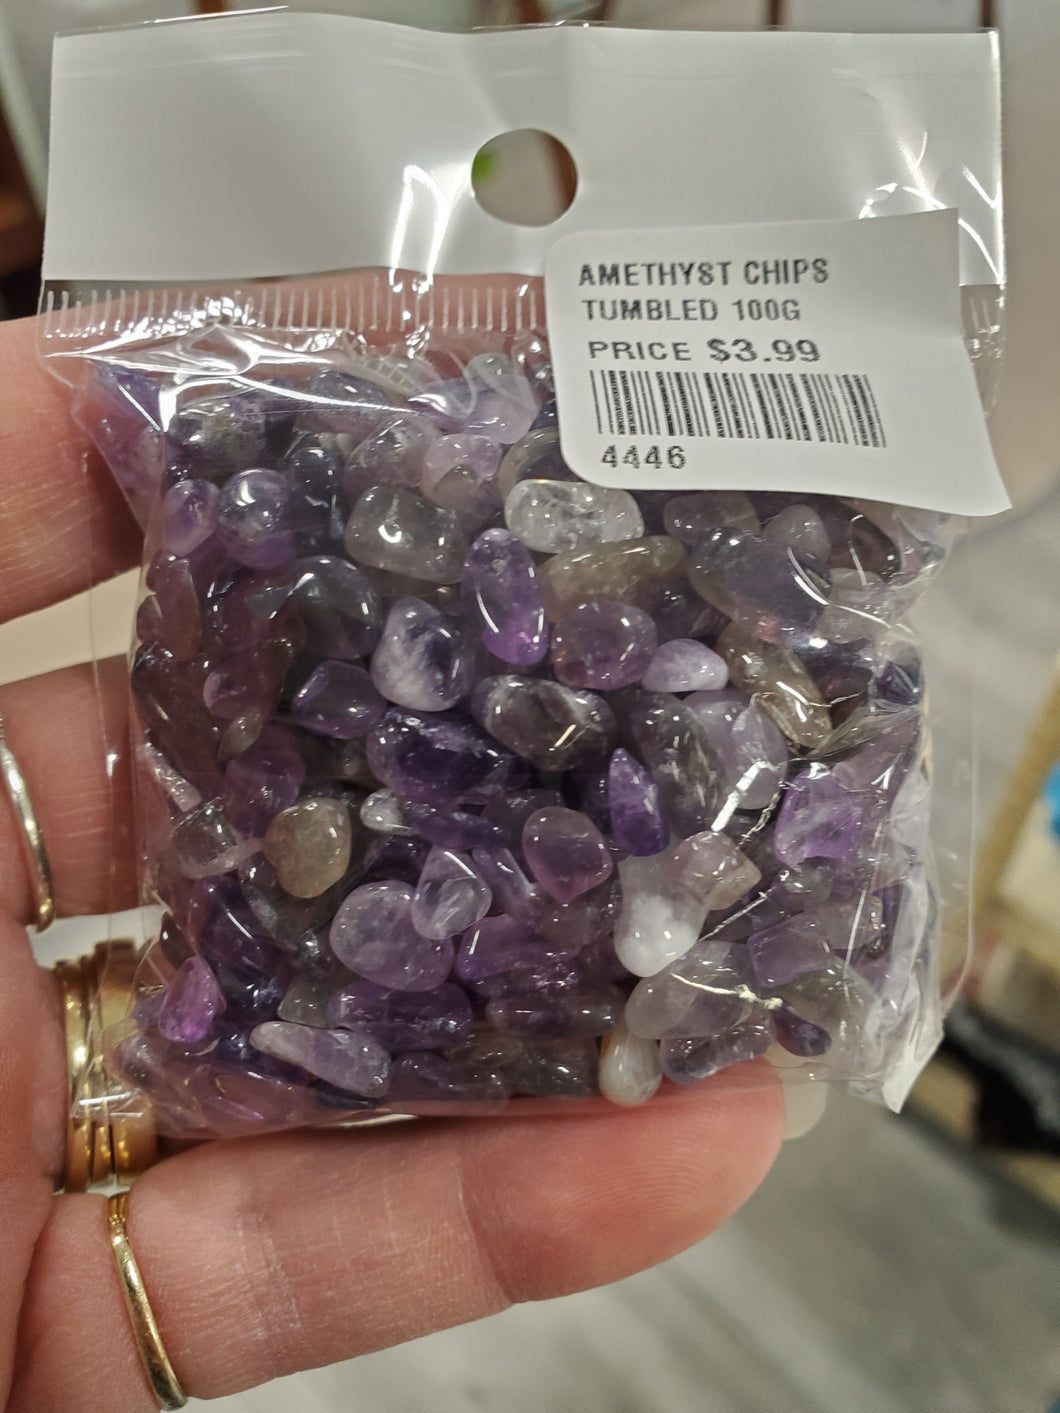 AMETHYST CHIPS
TUMBLED 100G
PRICE $3.99
4446